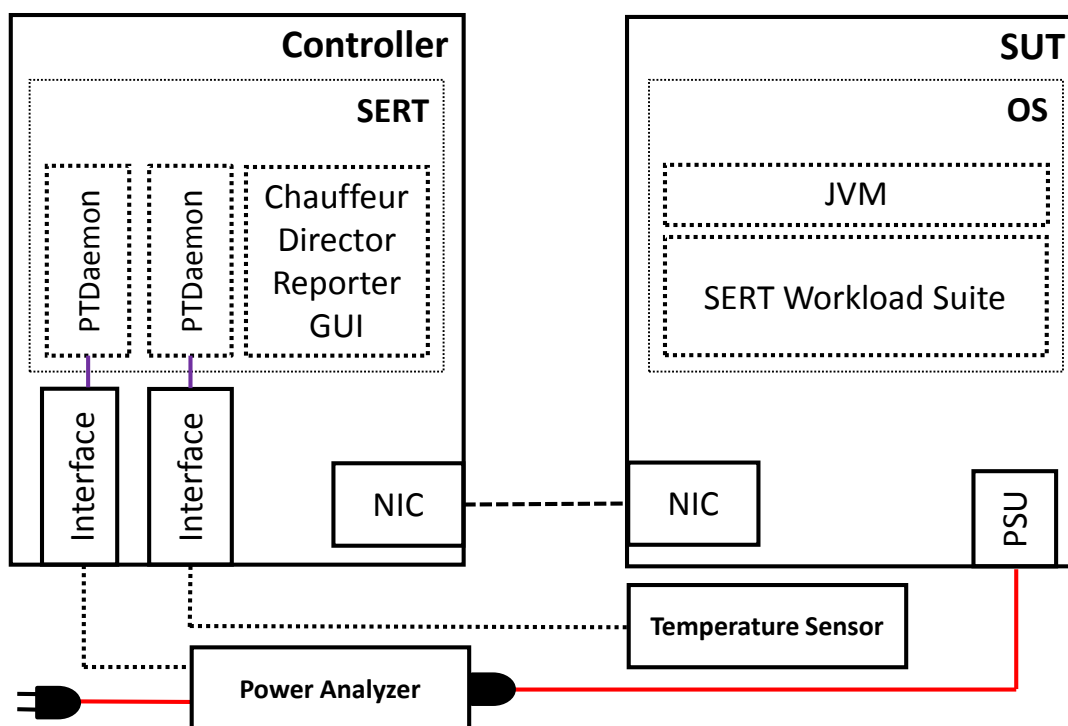 Controller
SERT
PTDaemon
PTDaemon
Chauffeur
Director
Reporter
GUI
Interface
Interface
NIC
SUT
OS
JVM
SERT Workload Suite
NIC
PSU
Temperature Sensor
Power Analyzer